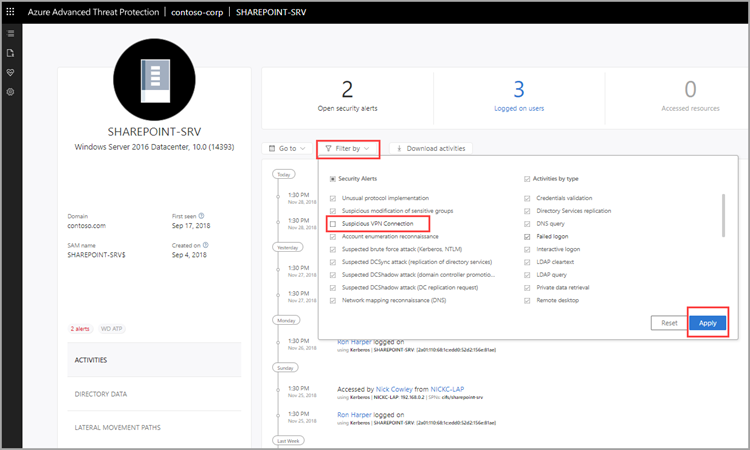 Azure Advanced Threat Protection | contoso-corp | SHAREPOINT-SRV
SHAREPOINT-SRV
Windows Server 2016 Datacenter, 10.0 (14393)
Domain
contoso.com
First seen
Sep 17, 2018
SAM name
SHAREPOINT-SRV$
Created on
Sep 4, 2018
2 alerts
WD ATP
ACTIVITIES
DIRECTORY DATA
LATERAL MOVEMENT PATHS
2
Open security alerts
3
Logged on users
0
Accessed resources
Go to
Filter by
Download activities
Today
1:30 PM
Nov 28, 2018
1:30 PM
Nov 28, 2018
Yesterday
1:30 PM
Nov 27, 2018
1:30 PM
Nov 27, 2018
Monday
1:30 PM
Nov 26, 2018
Sunday
1:30 PM
Nov 25, 2018
1:30 PM
Nov 25, 2018
Last Week
Security Alerts
Unusual protocol implementation
Suspicious modification of sensitive groups
Suspicious VPN Connection
Account enumeration reconnaissance
Suspected brute force attack (Kerberos, NTLM)
Suspected DCSync attack (replication of directory services)
Suspected DCShadow attack (domain controller promotio...
Suspected DCShadow attack (DC replication request)
Network mapping reconnaissance (DNS)
Activities by type
Credentials validation
Directory Services replication
DNS query
Failed logon
Interactive logon
LDAP cleartext
LDAP query
Private data retrieval
Remote desktop
Reset
Apply
Ron Harper logged on
using Kerberos | SHAREPOINT-SRV
Accessed by Nick Cowley from NICKC-LAP
using Kerberos | NICKC-LAP: 192.168.0.2 | SPNs: cifs/sharepoint-srv
Ron Harper logged on
using Kerberos | SHAREPOINT-SRV